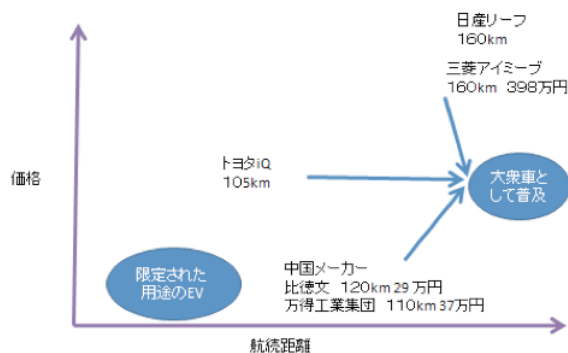 日産リーフ
160km
三菱アイミーブ
160km 398万円
トヨタiQ
105km
価格
大衆車と
して普及
限定された
用途のEV
中国メーカー
比徳文 120km 29 万円
万得工業集団 110km 37万円
航続距離